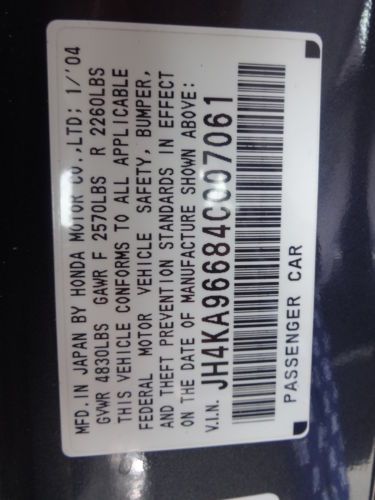 MFD. IN JAPAN BY HONDA MOTOR CO.,LTD: 1/'04
GVWR 4830LBS GAWR F 2570LBS R 2260LBS
THIS VEHICLE CONFORMS TO ALL APPLICABLE
FEDERAL MOTOR VEHICLE SAFETY, BUMPER,
AND THEFT PREVENTION STANDARDS IN EFFECT
ON THE DATE OF MANUFACTURE SHOWN ABOVE:
V.I.N. JH4KA96684C007061
PASSENGER CAR